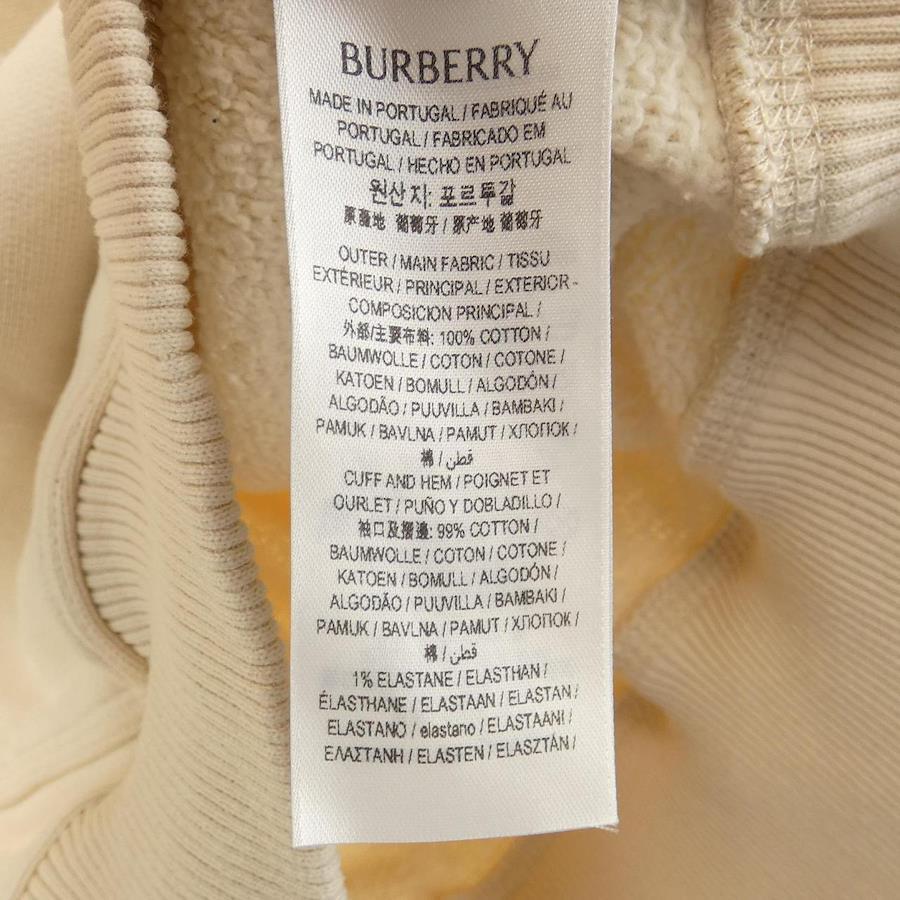 BURBERRY
MADE IN PORTUGAL / FABRIQUÉ AU
PORTUGAL / FABRICADO EM
PORTUGAL / HECHO EN PORTUGAL
원산지: 포르투갈
原產地 葡萄牙 / 原产地 葡萄牙
OUTER / MAIN FABRIC / TISSU
EXTÉRIEUR / PRINCIPAL / EXTERIOR -
COMPOSICION PRINCIPAL /
外部/主要布料: 100% COTTON /
BAUMWOLLE / COTON / COTONE /
KATOEN / BOMULL / ALGODÓN /
ALGODÃO / PUUVILLA / BAMBAKI /
PAMUK / BAVLNA / PAMUT / ХЛОПОК /
棉 / قطن
CUFF AND HEM / POIGNET ET
OURLET / PUÑO Y DOBLADILLO /
袖口及摺邊: 99% COTTON /
BAUMWOLLE / COTON / COTONE /
KATOEN / BOMULL / ALGODÓN /
ALGODÃO / PUUVILLA / BAMBAKI /
PAMUK / BAVLNA / PAMUT / ХЛОПОК /
棉 / قطن
1% ELASTANE / ELASTHAN /
ÉLASTHANE / ELASTAAN / ELASTAN /
ELASTANO / elastano / ELASTAANI /
ΕΛΑΣΤΑΝΗ / ELASTEN / ELASZTÁN /